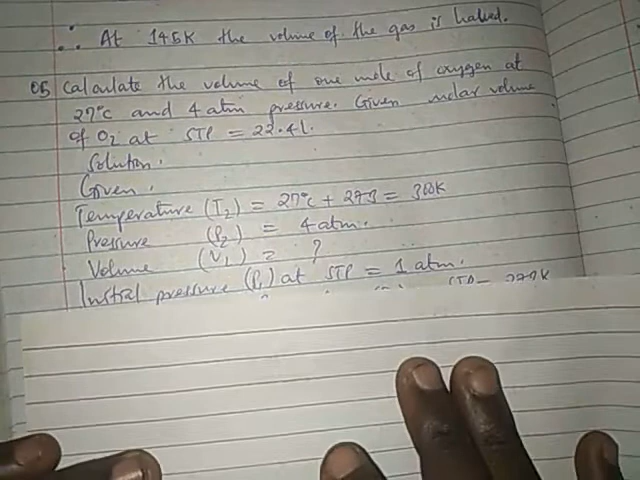 ∴ At 145K the volume of the gas is halved.
05 Calculate the volume of one mole of oxygen at
27°c and 4 atm pressure. Given molar volume
of O₂ at STP = 22.4l.
Solution.
Given,
Temperature (T₂) = 27°c + 273 = 300K
Pressure (P₂) = 4 atm.
Volume (V₁) = ?
Initial pressure (P₁) at STP = 1 atm.